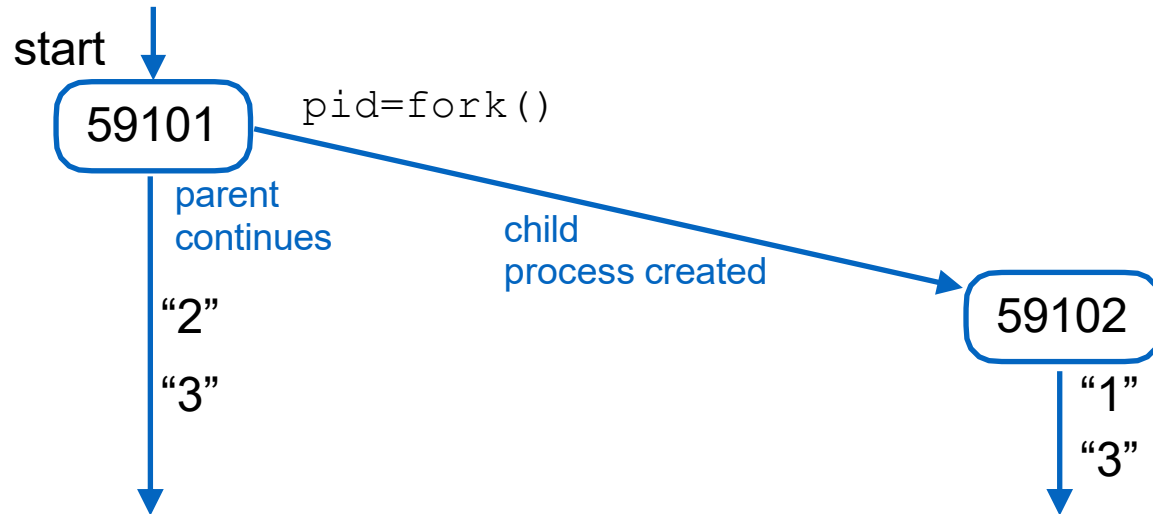 start
59101
pid=fork()
parent
continues
child
process created
59102
“2”
“3”
“1”
“3”